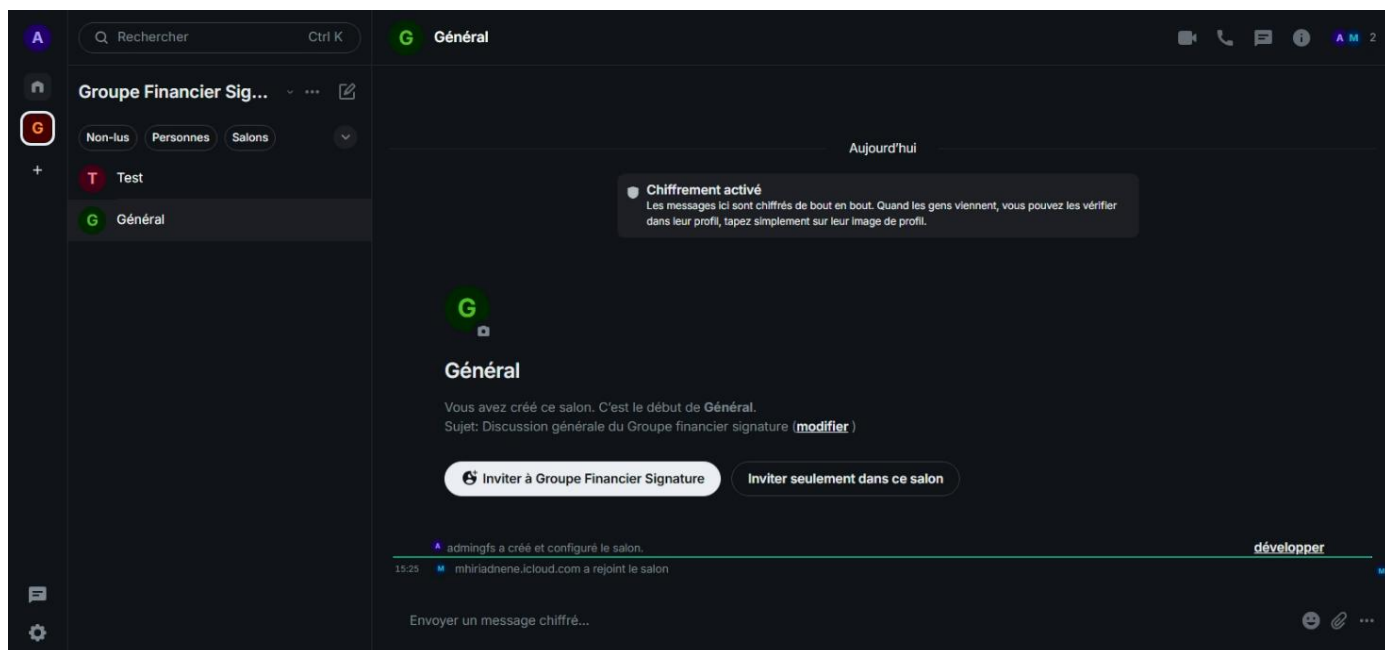 A
Rechercher Ctrl K
G Général
A M 2
Groupe Financier Sig...
G
Non-lus Personnes Salons
T Test
G Général
Aujourd'hui
Chiffrement activé
Les messages ici sont chiffrés de bout en bout. Quand les gens viennent, vous pouvez les vérifier
dans leur profil, tapez simplement sur leur image de profil.
G
Général
Vous avez créé ce salon. C'est le début de Général.
Sujet: Discussion générale du Groupe financier signature (modifier )
Inviter à Groupe Financier Signature Inviter seulement dans ce salon
A admingfs a créé et configuré le salon. développer
15:25 M mhiriadnene.icloud.com a rejoint le salon M
Envoyer un message chiffré...